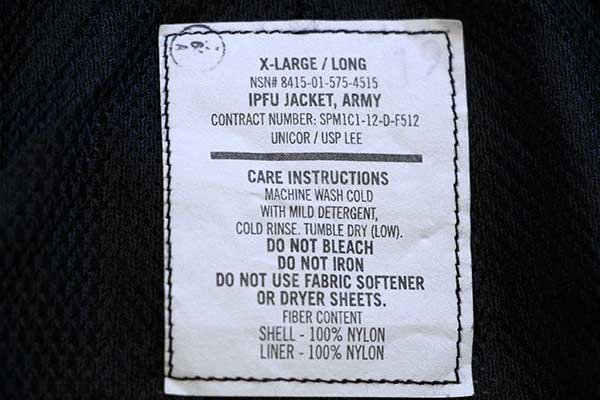 X-LARGE / LONG
NSN# 8415-01-575-4515
IPFU JACKET, ARMY
CONTRACT NUMBER: SPM1C1-12-D-F512
UNICOR / USP LEE
CARE INSTRUCTIONS
MACHINE WASH COLD
WITH MILD DETERGENT,
COLD RINSE. TUMBLE DRY (LOW).
DO NOT BLEACH
DO NOT IRON
DO NOT USE FABRIC SOFTENER
OR DRYER SHEETS.
FIBER CONTENT
SHELL - 100% NYLON
LINER - 100% NYLON